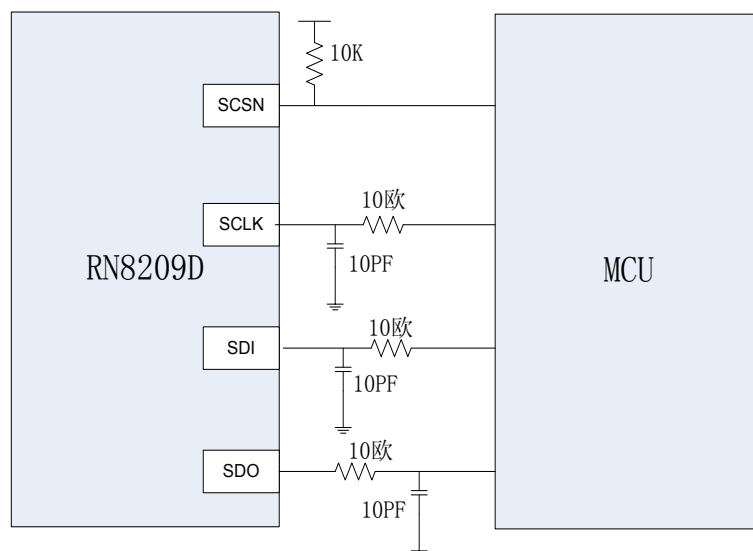 10K
SCSN
10欧
SCLK
10PF
RN8209D
MCU
10欧
SDI
10PF
10欧
SDO
10PF